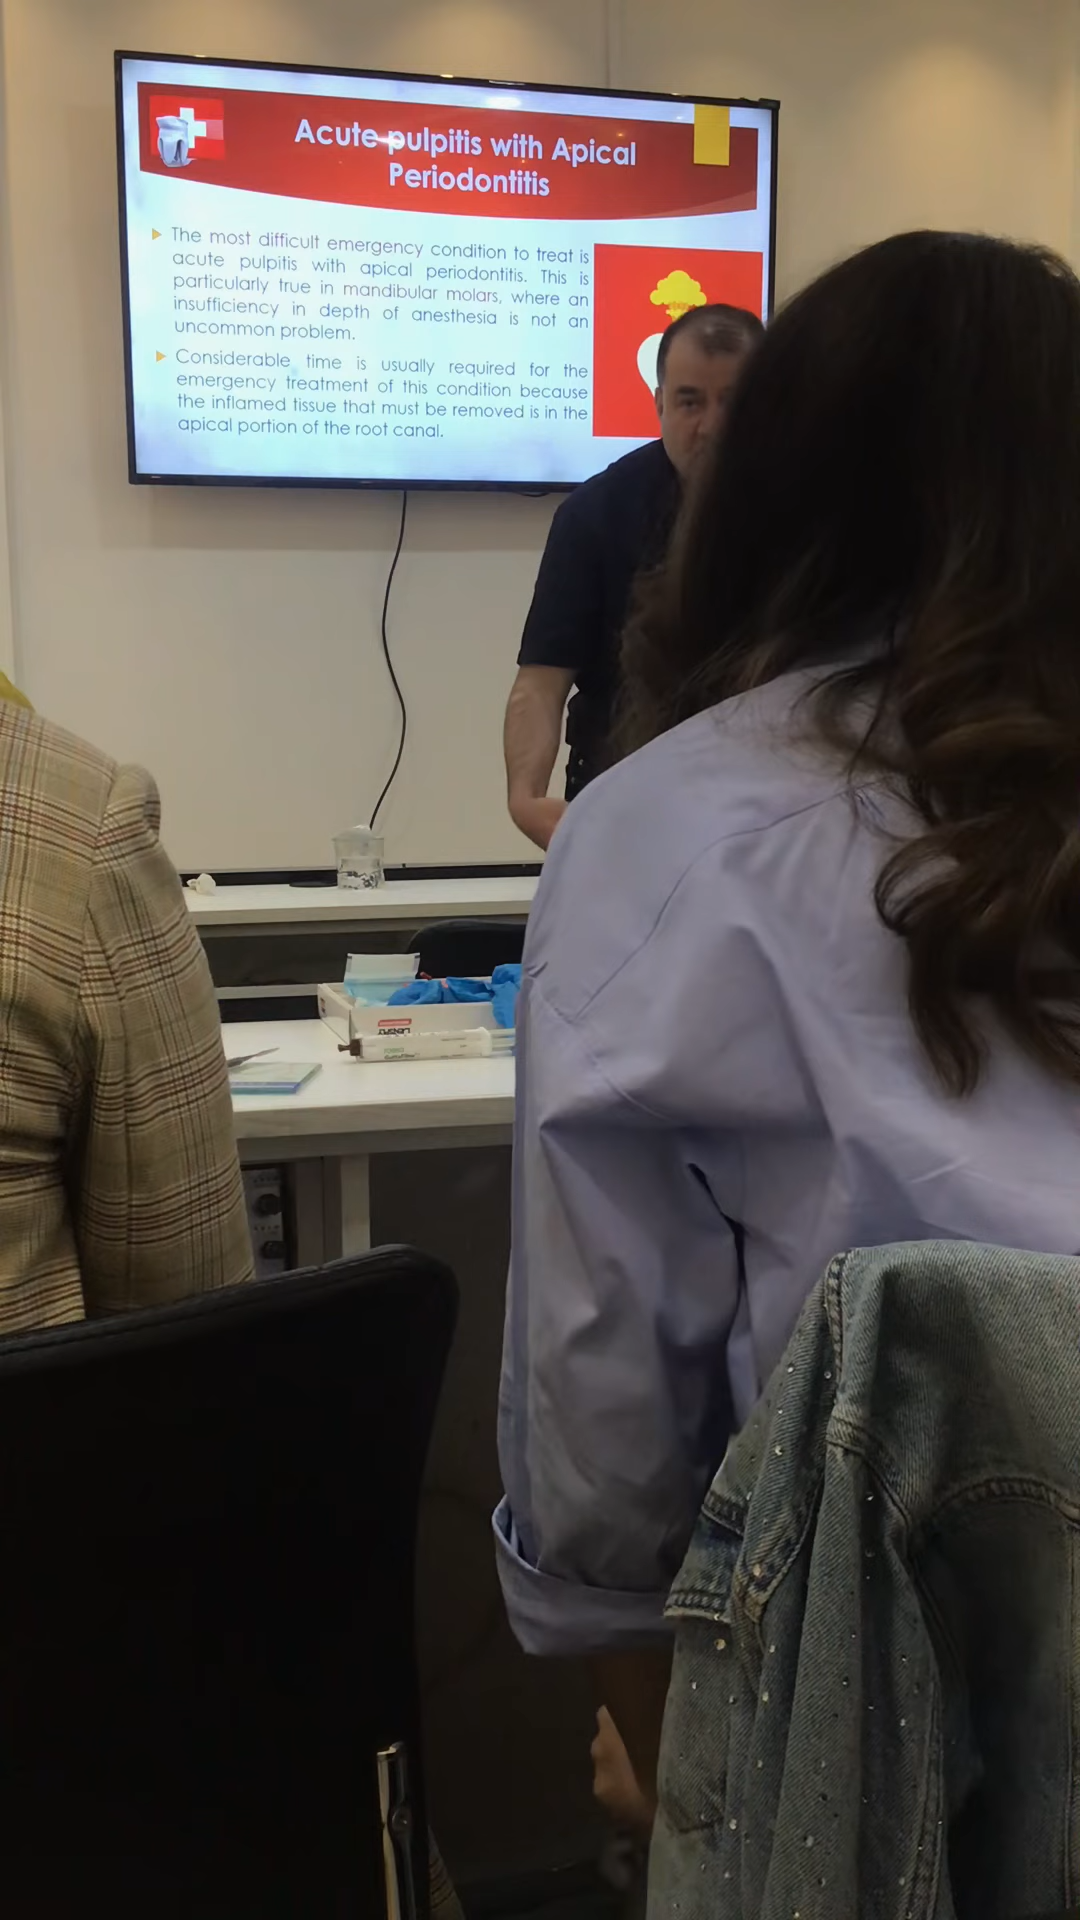 Acute pulpitis with Apical
Periodontitis
The most difficult emergency condition to treat is
acute pulpitis with apical periodontitis. This is
particularly true in mandibular molars, where an
insufficiency in depth of anesthesia is not an
uncommon problem.
Considerable time is usually required for the
emergency treatment of this condition because
the inflamed tissue that must be removed is in the
apical portion of the root canal.